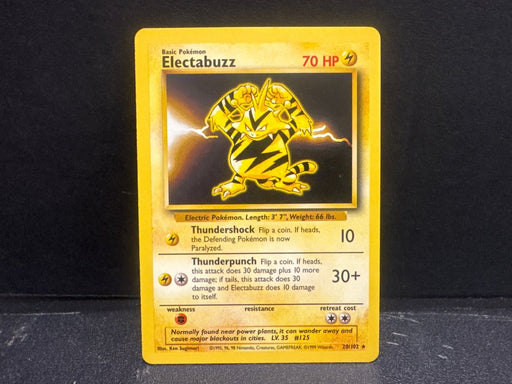 Basic Pokémon
Electabuzz 70 HP
Electric Pokémon. Length: 3' 7", Weight: 66 lbs.
Thundershock Flip a coin. If heads,
the Defending Pokémon is now
Paralyzed.
10
Thunderpunch Flip a coin. If heads,
this attack does 30 damage plus 10 more
damage; if tails, this attack does 30
damage and Electabuzz does 10 damage
to itself.
30+
weakness resistance retreat cost
Normally found near power plants, it can wander away and
cause major blackouts in cities. LV. 35 #125
Illus. Ken Sugimori ©1995, 96, 98 Nintendo, Creatures, GAMEFREAK. ©1999 Wizards. 20/102 ★